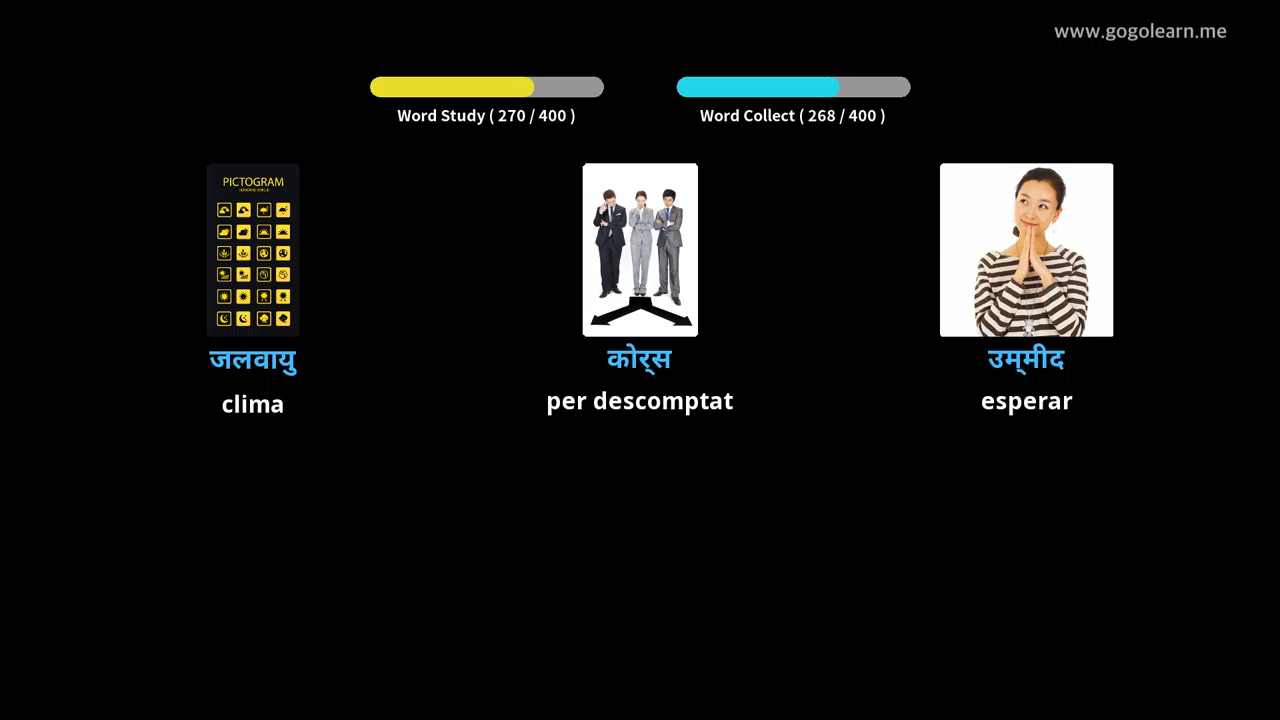 www.gogolearn.me
Word Study ( 270 / 400 )
Word Collect ( 268 / 400 )
PICTOGRAM
जलवायु
कोर्‌स
उम्‌मीद
clima
per descomptat
esperar